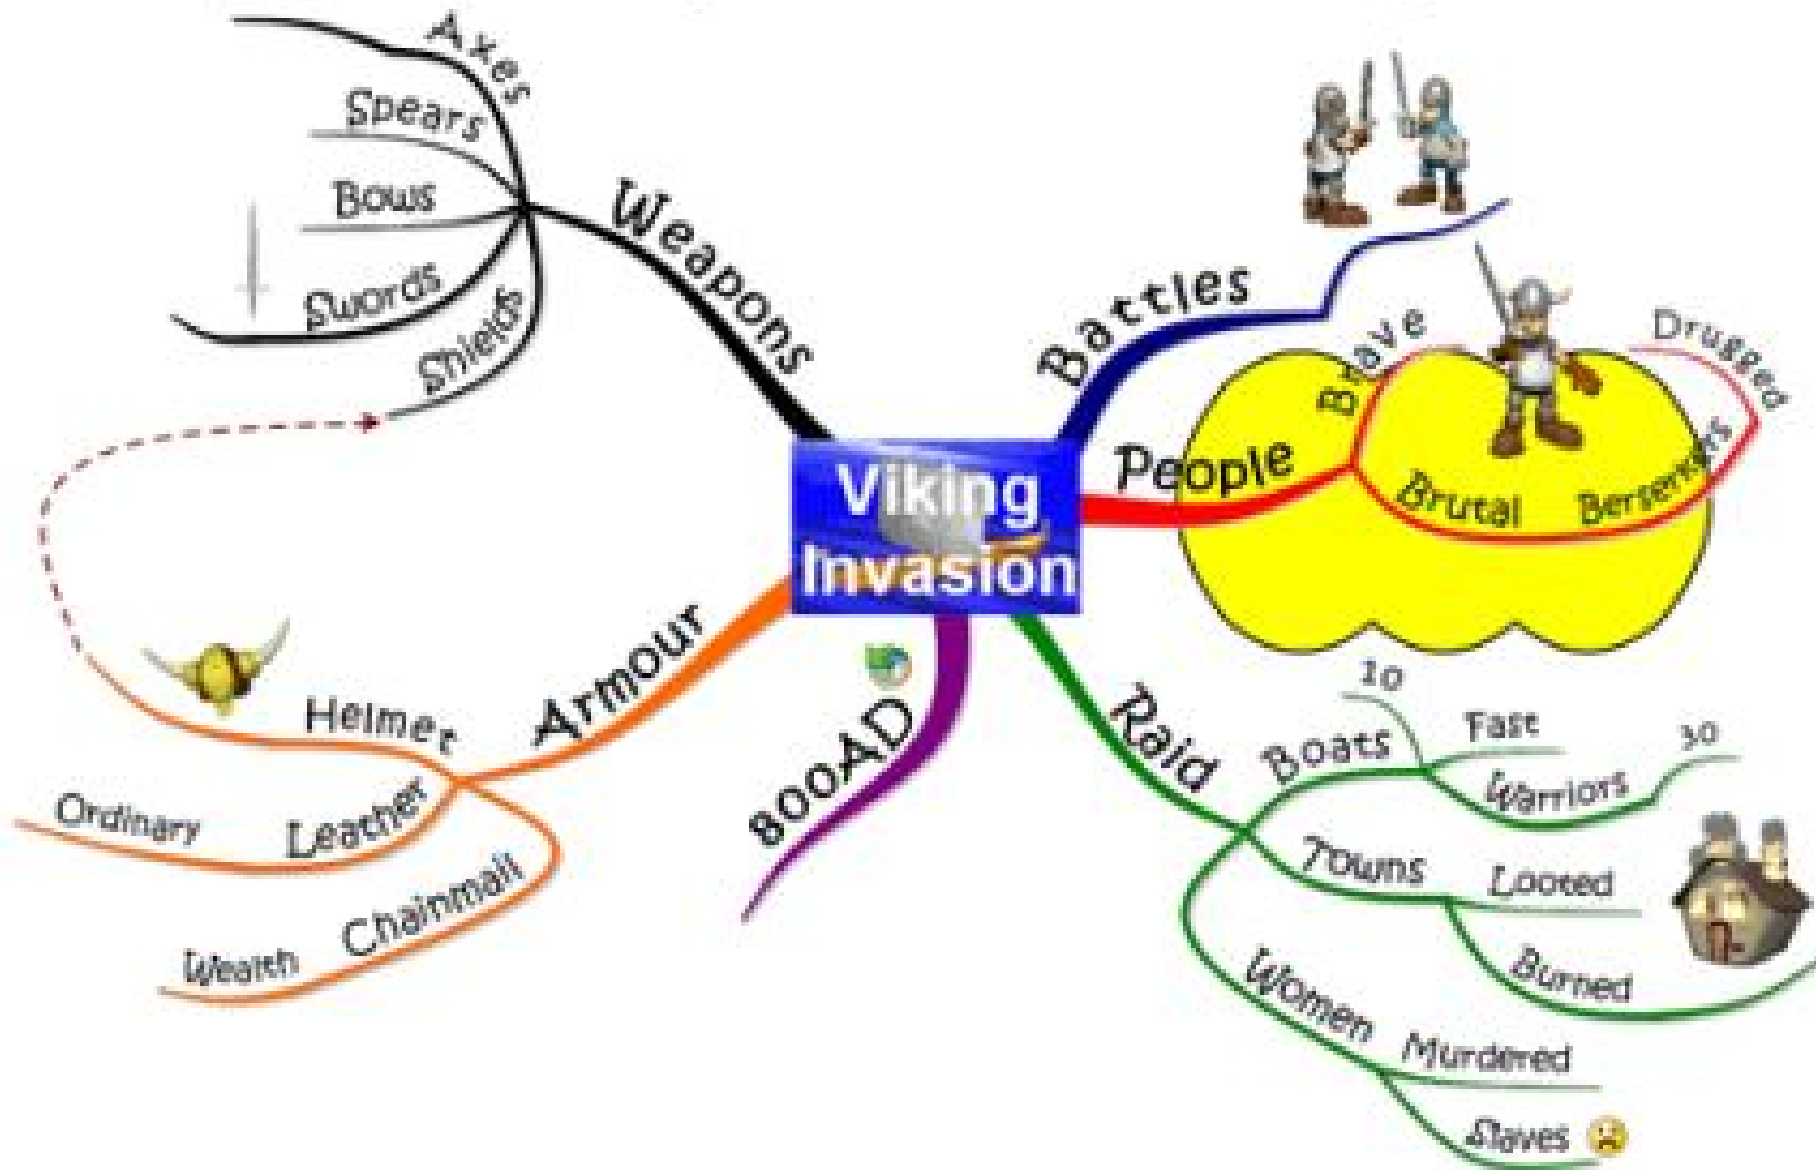 Viking
Invasion
Weapons
Axes
Spears
Bows
Swords
Shields
Battles
People
Brave
Brutal
Berserkers
Drugged
Raid
Boats
10
Fast
Warriors
30
Towns
Looted
Burned
Women
Murdered
Slaves
800AD
Armour
Helmet
Leather
Ordinary
Chainmail
Wealth